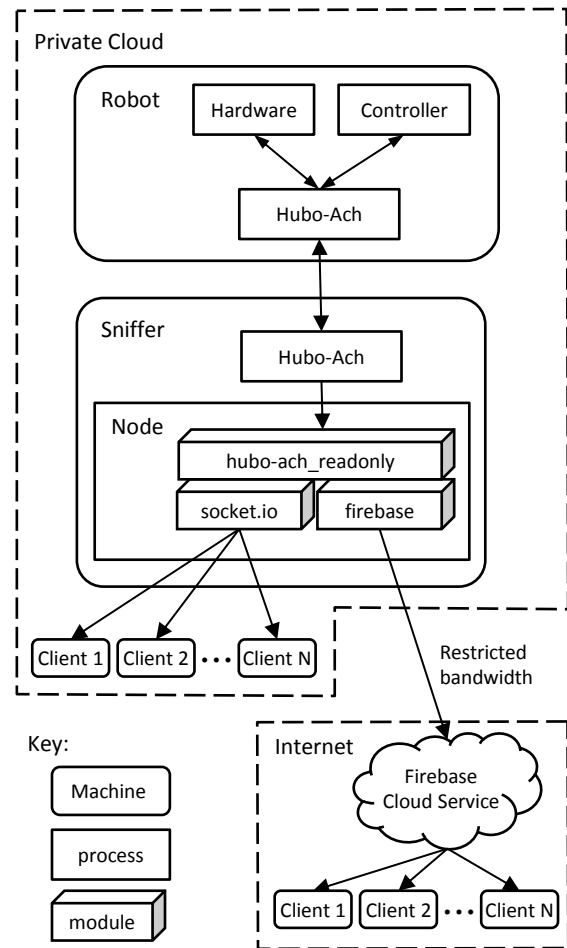 Private Cloud
Robot
Hardware
Controller
Hubo-Ach
Sniffer
Hubo-Ach
Node
hubo-ach_readonly
socket.io
firebase
Client 1
Client 2
•••
Client N
Restricted
bandwidth
Key:
Machine
process
module
Internet
Firebase
Cloud Service
Client 1
Client 2
•••
Client N